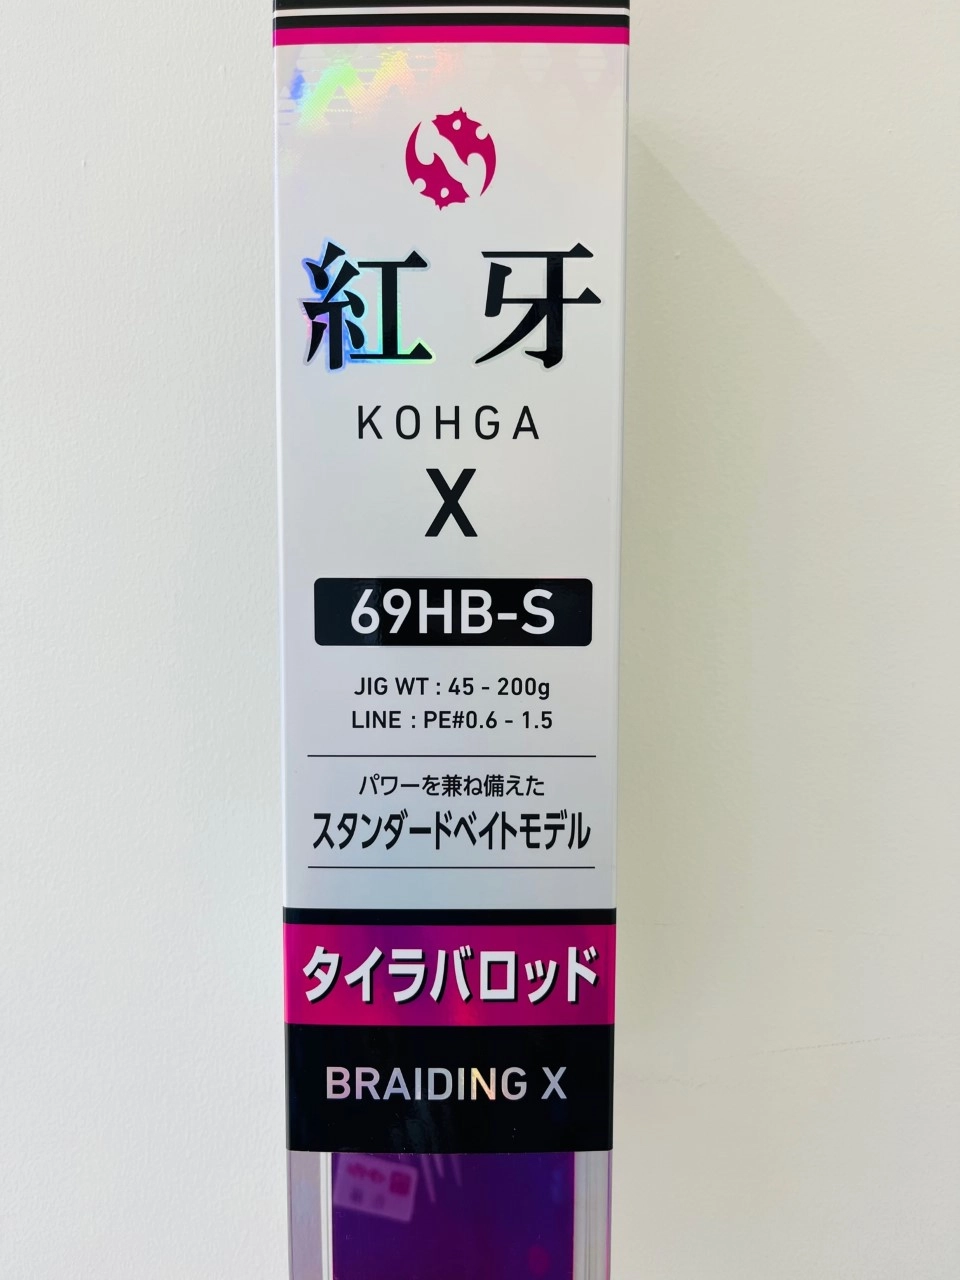 紅牙
KOHGA
X
69HB-S
JIG WT : 45 - 200g
LINE : PE#0.6 - 1.5
パワーを兼ね備えた
スタンダードベイトモデル
タイラバロッド
BRAIDING X